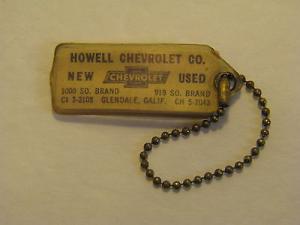 HOWELL CHEVROLET CO.
NEW CHEVROLET USED
1000 SO. BRAND 919 SO. BRAND
CI 3-2108 GLENDALE, CALIF. CH 5-2043